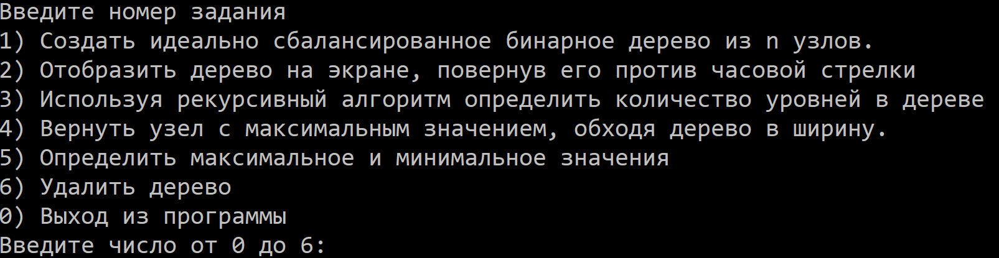 Введите номер задания
1) Создать идеально сбалансированное бинарное дерево из n узлов.
2) Отобразить дерево на экране, повернув его против часовой стрелки
3) Используя рекурсивный алгоритм определить количество уровней в дереве
4) Вернуть узел с максимальным значением, обходя дерево в ширину.
5) Определить максимальное и минимальное значения
6) Удалить дерево
0) Выход из программы
Введите число от 0 до 6: